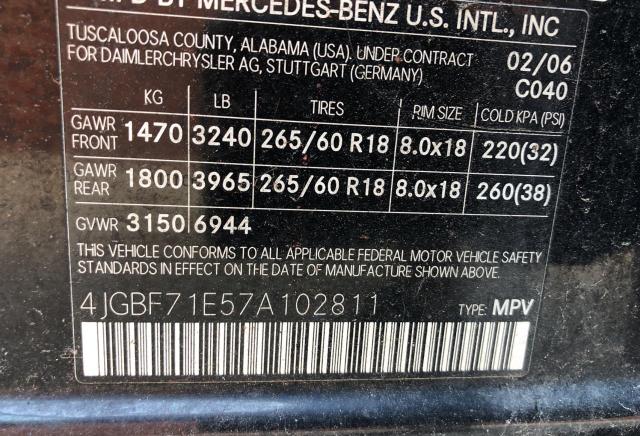 MFD BY MERCEDES-BENZ U.S. INTL., INC
TUSCALOOSA COUNTY, ALABAMA (USA). UNDER CONTRACT
FOR DAIMLERCHRYSLER AG, STUTTGART (GERMANY)
02/06
C040
KG LB TIRES RIM SIZE COLD KPA (PSI)
GAWR FRONT 1470 3240 265/60 R18 8.0x18 220(32)
GAWR REAR 1800 3965 265/60 R18 8.0x18 260(38)
GVWR 3150 6944
THIS VEHICLE CONFORMS TO ALL APPLICABLE FEDERAL MOTOR VEHICLE SAFETY
STANDARDS IN EFFECT ON THE DATE OF MANUFACTURE SHOWN ABOVE.
4JGBF71E57A102811 TYPE: MPV